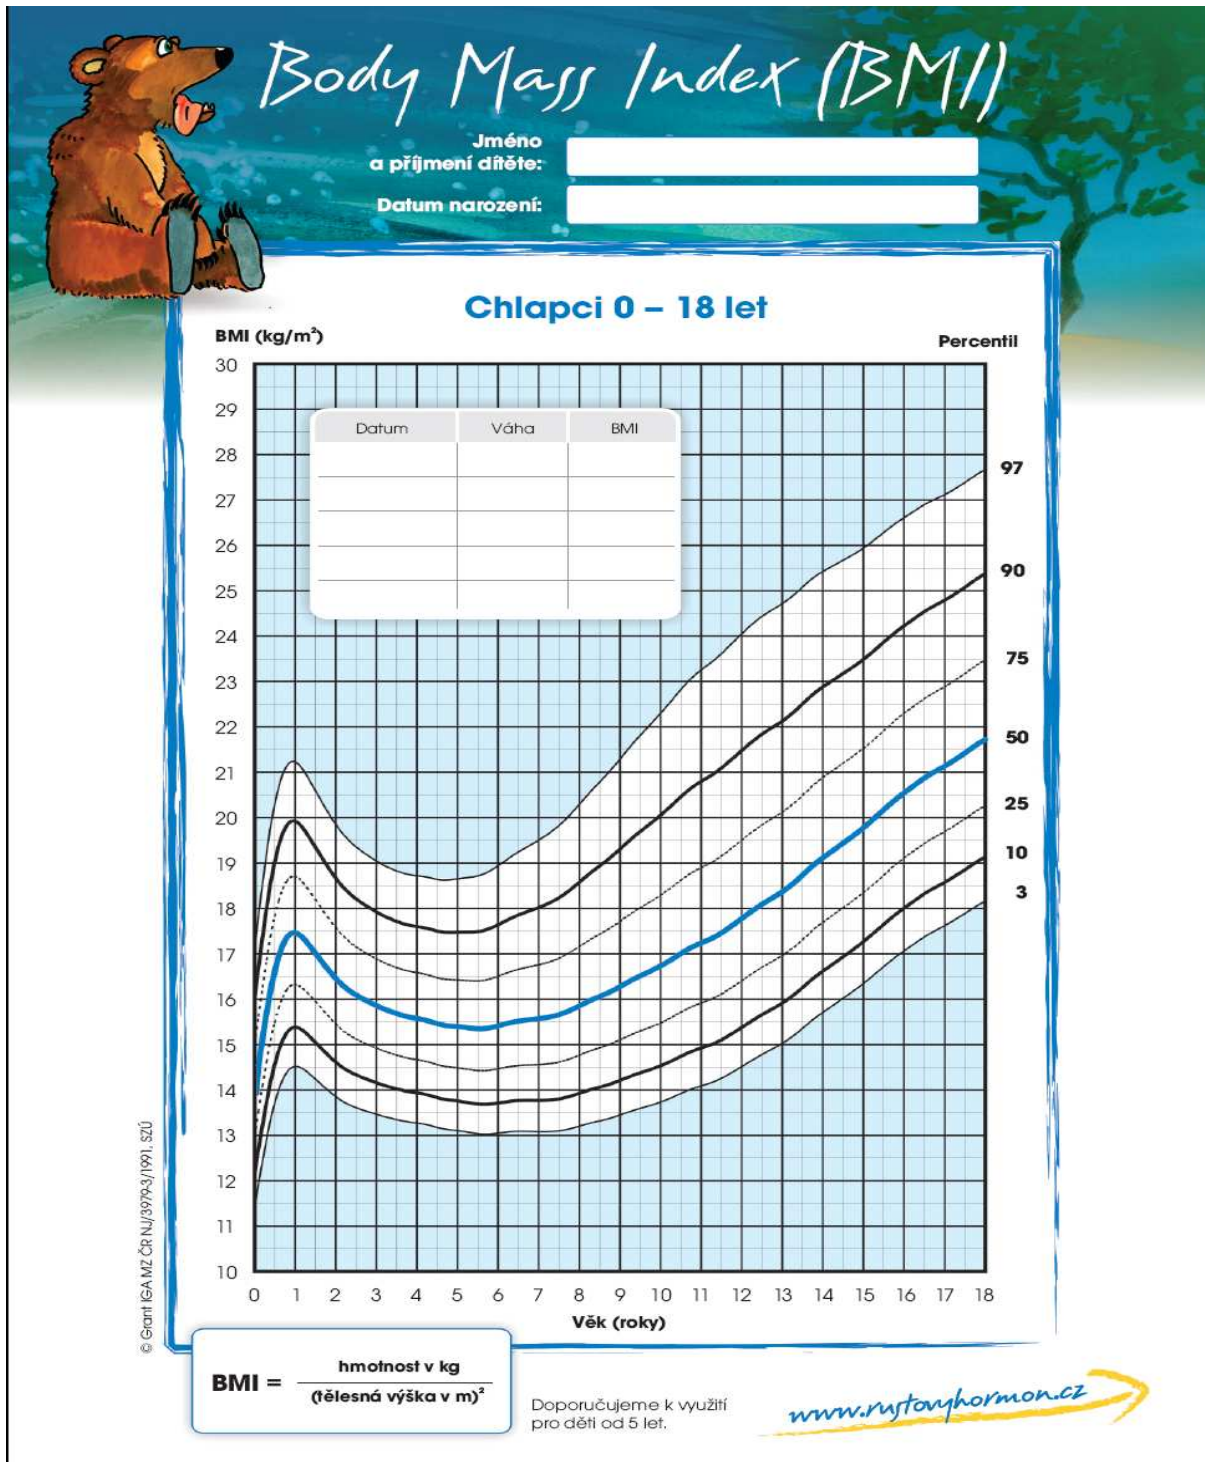 Body Mass Index (BMI)
Jméno
a příjmení dítěte:
Datum narození:
Chlapci 0 – 18 let
BMI (kg/m²)
Percentil
30
29
28
27
26
25
24
23
22
21
20
19
18
17
16
15
14
13
12
11
10
Datum Váha BMI
97
90
75
50
25
10
3
0 1 2 3 4 5 6 7 8 9 10 11 12 13 14 15 16 17 18
Věk (roky)
© Grant IGA MZ ČR NJ/3979-3/1991, SZÚ
BMI = hmotnost v kg
(tělesná výška v m)²
Doporučujeme k využití
pro děti od 5 let.
www.rustovyhormon.cz